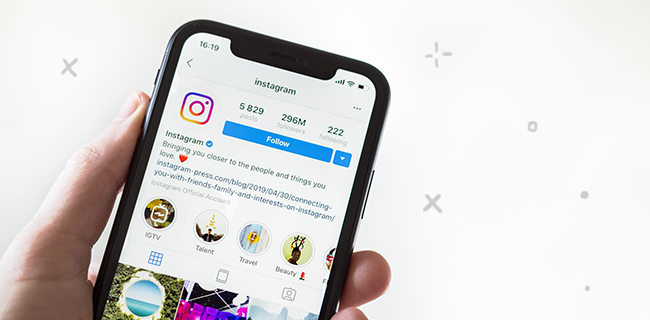 16:19
instagram
5 829 296M 222
posts followers following
Follow
Instagram
Bringing you closer to the people and things you
love. ❤️
instagram-press.com/blog/2019/04/30/connecting-
you-with-friends-family-and-interests-on-instagram/
Instagram Official Account
IGTV Talent Travel Beauty 💄